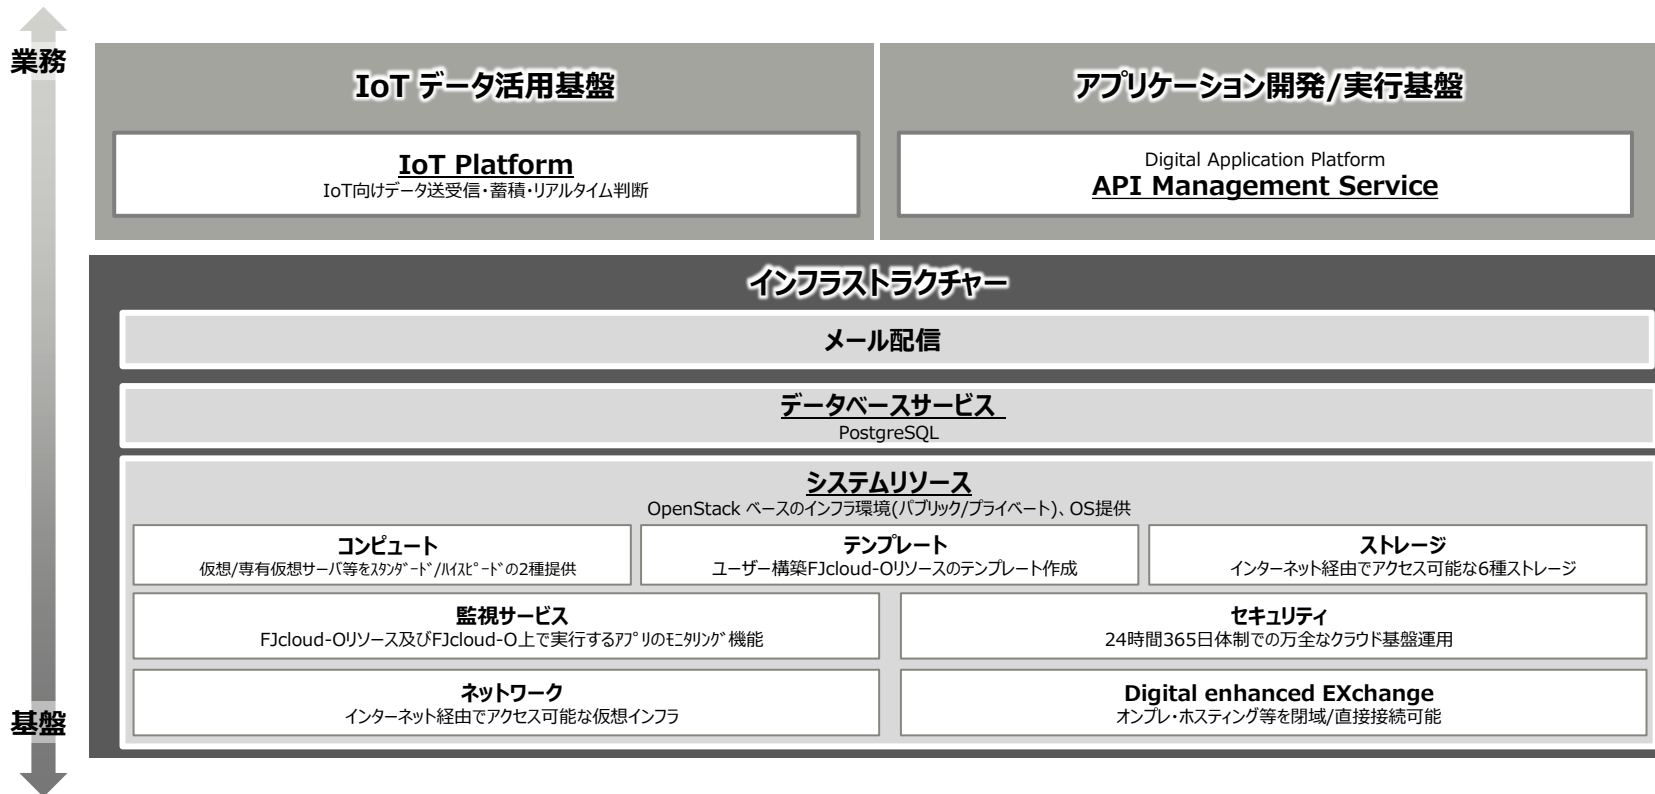 業務
IoT データ活用基盤
アプリケーション開発/実行基盤
IoT Platform
IoT向けデータ送受信・蓄積・リアルタイム判断
Digital Application Platform
API Management Service
インフラストラクチャー
メール配信
データベースサービス
PostgreSQL
システムリソース
OpenStack ベースのインフラ環境(パブリック/プライベート)、OS提供
コンピュート
仮想/専有仮想サーバ等をｽﾀﾝﾀﾞｰﾄﾞ/ﾊｲｽﾋﾟｰﾄﾞの2種提供
テンプレート
ユーザー構築FJcloud-Oリソースのテンプレート作成
ストレージ
インターネット経由でアクセス可能な6種ストレージ
監視サービス
FJcloud-Oリソース及びFJcloud-O上で実行するｱﾌﾟﾘのﾓﾆﾀﾘﾝｸﾞ機能
セキュリティ
24時間365日体制での万全なクラウド基盤運用
ネットワーク
インターネット経由でアクセス可能な仮想インフラ
Digital enhanced EXchange
オンプレ・ホスティング等を閉域/直接接続可能
基盤